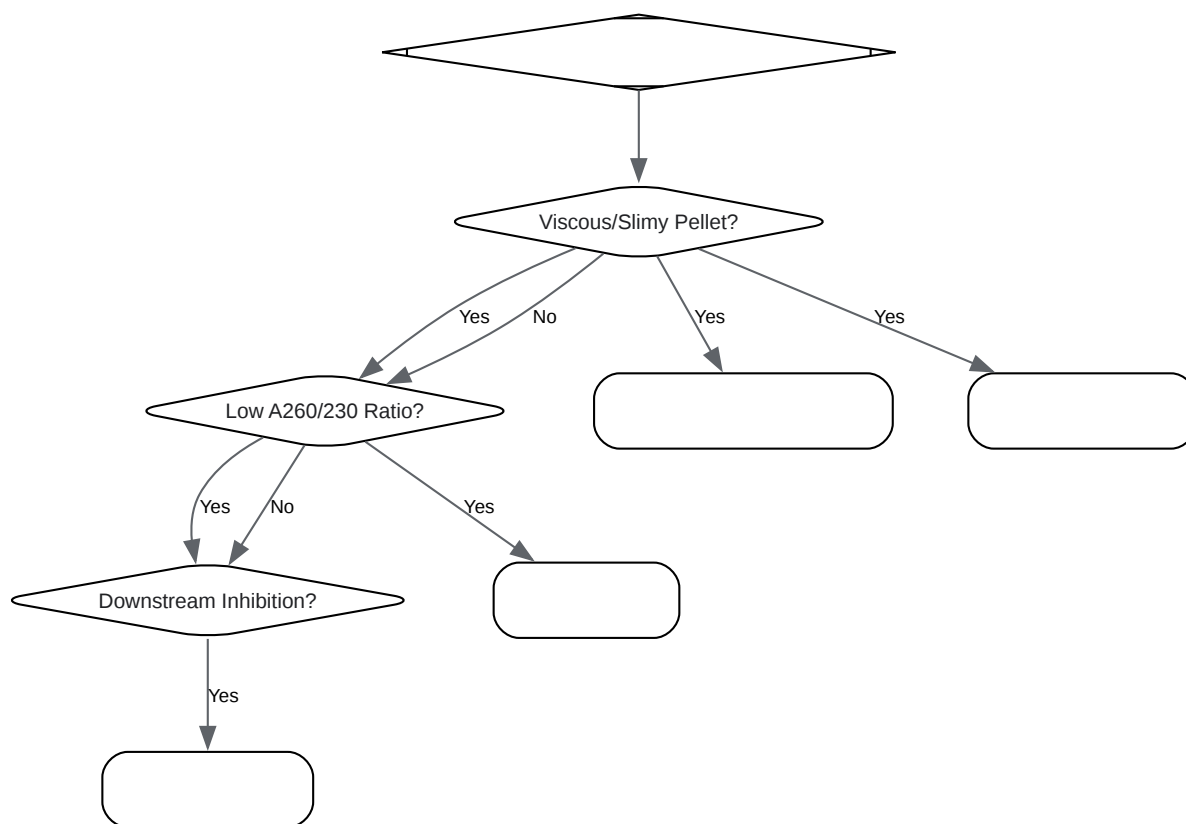 Viscous/Slimy Pellet?
Yes
No
Yes
Yes
Low A260/230 Ratio?
Yes
No
Yes
Downstream Inhibition?
Yes